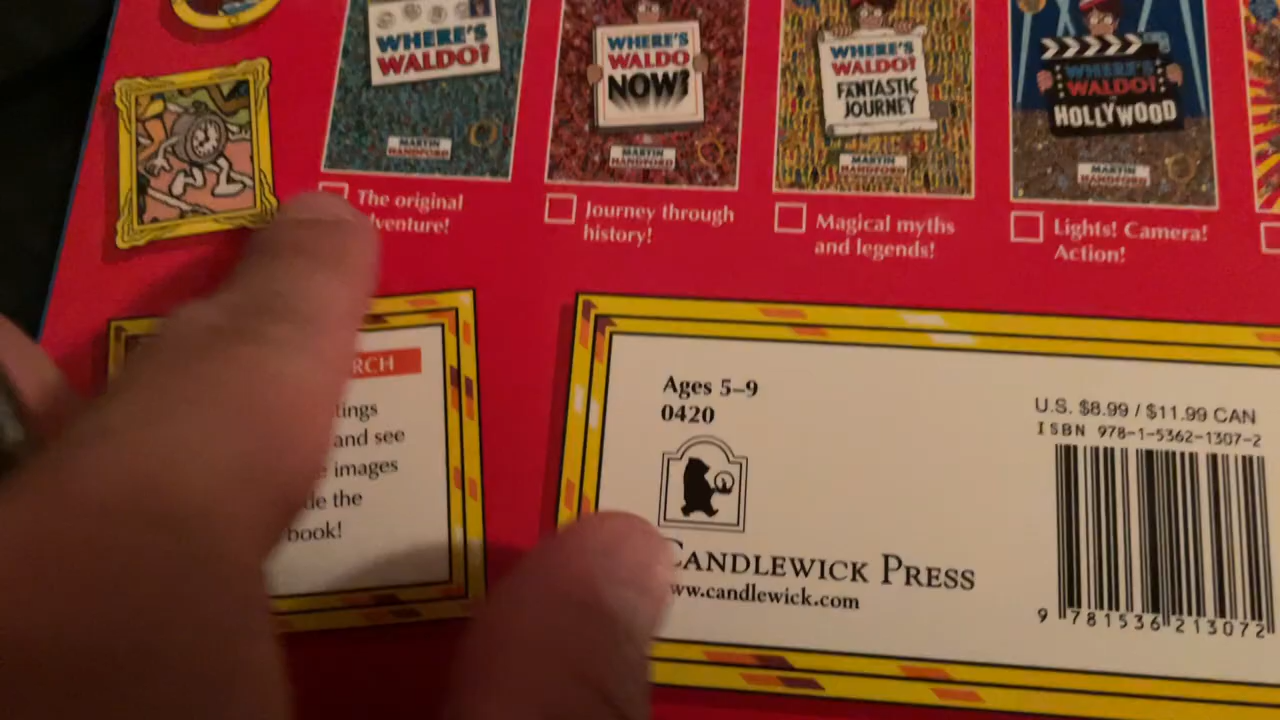 WHERE'S
WALDO?
MARTIN
HANDFORD
WHERE'S
WALDO
NOW?
MARTIN
HANDFORD
WHERE'S
WALDO?
FANTASTIC
JOURNEY
MARTIN
HANDFORD
WHERE'S
WALDO?
HOLLYWOOD
MARTIN
HANDFORD
The original
venture!
Journey through
history!
Magical myths
and legends!
Lights! Camera!
Action!
RCH
tings
and see
images
de the
book!
Ages 5–9
0420
CANDLEWICK PRESS
www.candlewick.com
U.S. $8.99 / $11.99 CAN
ISBN 978-1-5362-1307-2
9 781536 213072